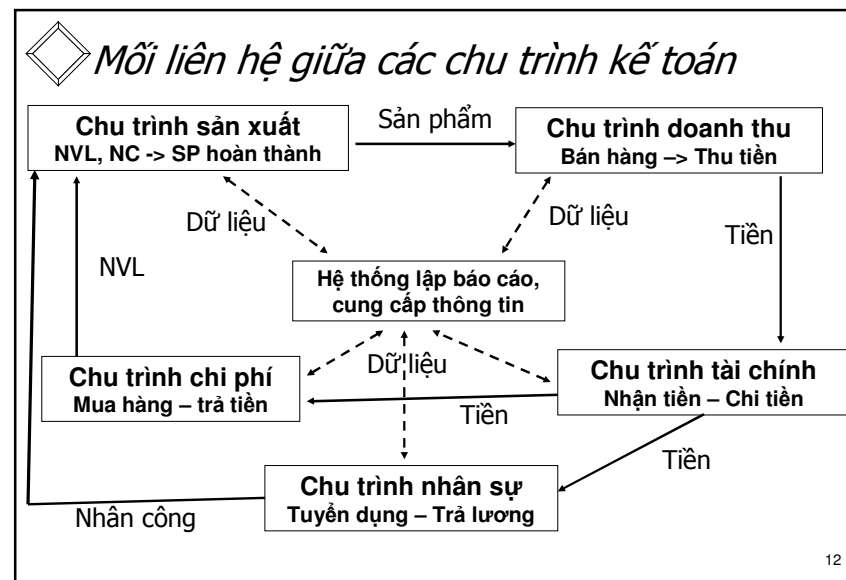 Mối liên hệ giữa các chu trình kế toán
Chu trình sản xuất
NVL, NC -> SP hoàn thành
Sản phẩm
Chu trình doanh thu
Bán hàng –> Thu tiền
Dữ liệu
Dữ liệu
Tiền
NVL
Hệ thống lập báo cáo,
cung cấp thông tin
Chu trình chi phí
Mua hàng – trả tiền
Dữ liệu
Chu trình tài chính
Nhận tiền – Chi tiền
Tiền
Tiền
Chu trình nhân sự
Tuyển dụng – Trả lương
Nhân công
12